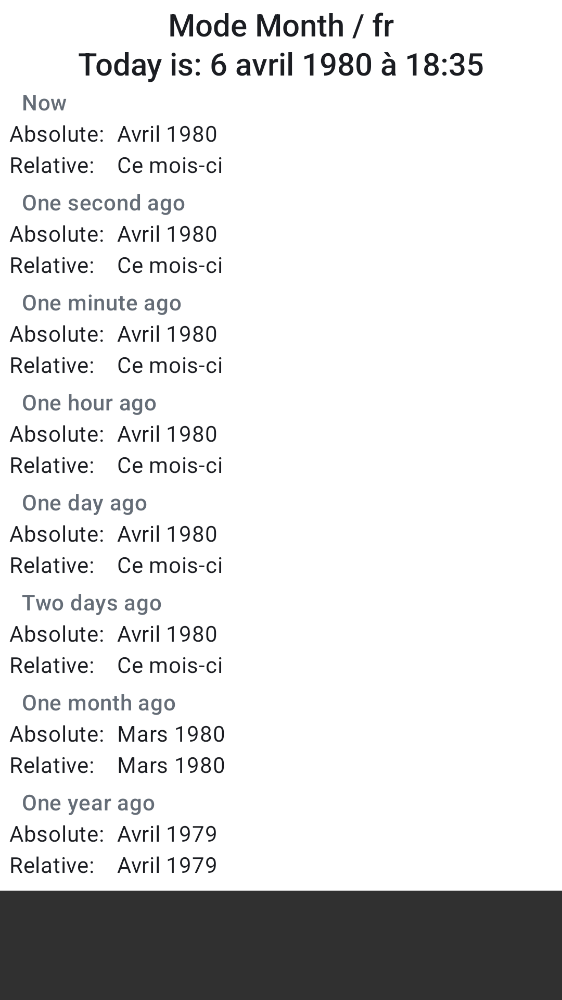 Mode Month / fr
Today is: 6 avril 1980 à 18:35
Now
Absolute: Avril 1980
Relative: Ce mois-ci
One second ago
Absolute: Avril 1980
Relative: Ce mois-ci
One minute ago
Absolute: Avril 1980
Relative: Ce mois-ci
One hour ago
Absolute: Avril 1980
Relative: Ce mois-ci
One day ago
Absolute: Avril 1980
Relative: Ce mois-ci
Two days ago
Absolute: Avril 1980
Relative: Ce mois-ci
One month ago
Absolute: Mars 1980
Relative: Mars 1980
One year ago
Absolute: Avril 1979
Relative: Avril 1979